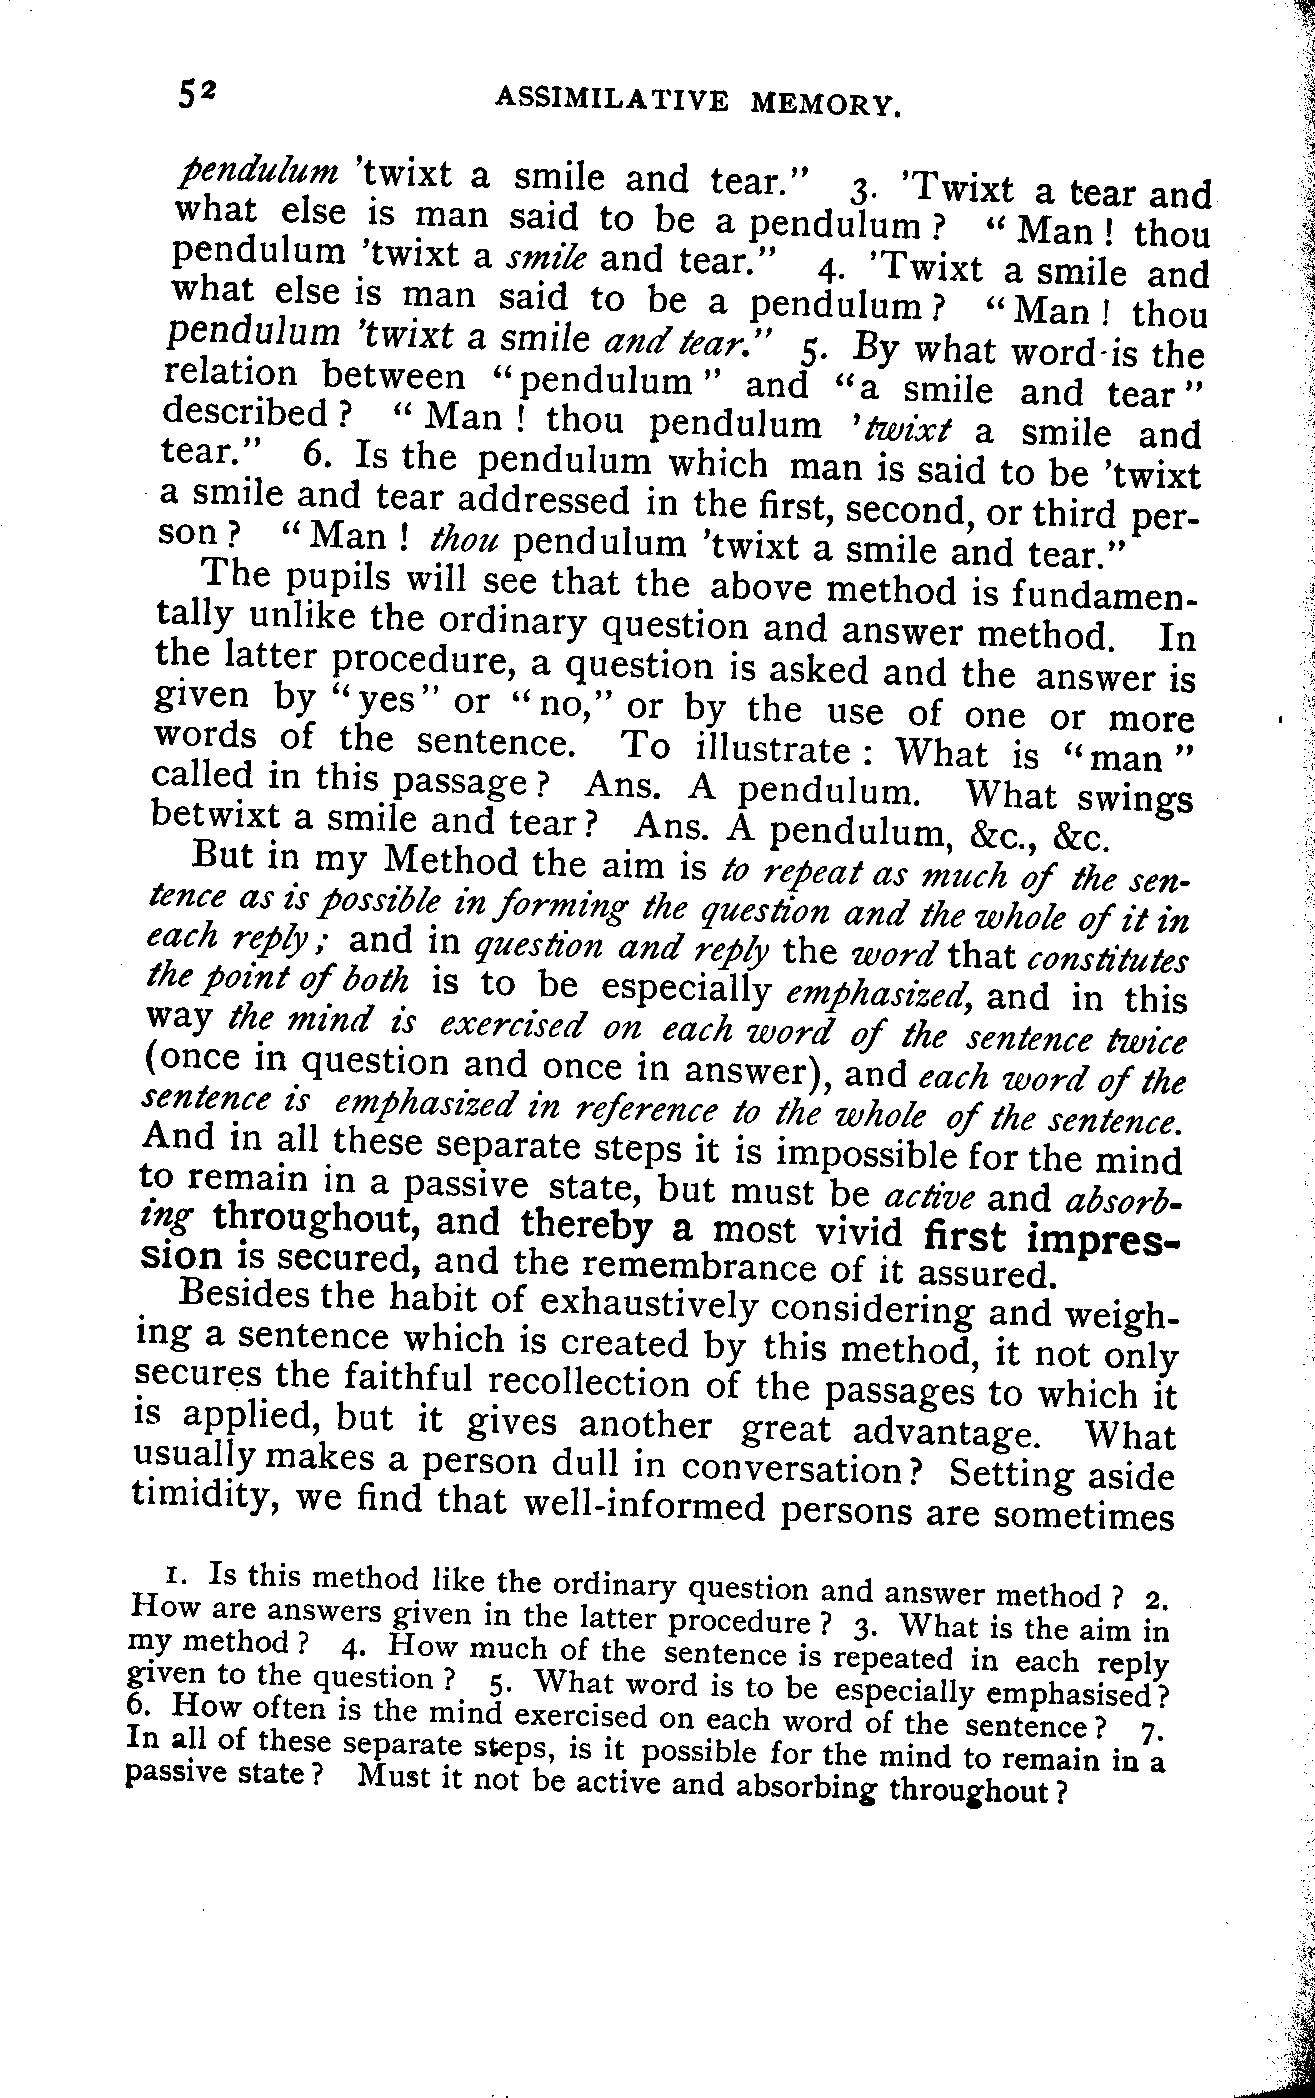 52 ASSIMILATIVE MEMORY.
pendulum 'twixt a smile and tear." 3. 'Twixt a tear and
what else is man said to be a pendulum? "Man! thou
pendulum 'twixt a smile and tear." 4. 'Twixt a smile and
what else is man said to be a pendulum? "Man! thou
pendulum 'twixt a smile and tear." 5. By what word is the
relation between "pendulum" and "a smile and tear"
described? "Man! thou pendulum 'twixt a smile and
tear." 6. Is the pendulum which man is said to be 'twixt
a smile and tear addressed in the first, second, or third per-
son? "Man! thou pendulum 'twixt a smile and tear."
The pupils will see that the above method is fundamen-
tally unlike the ordinary question and answer method. In
the latter procedure, a question is asked and the answer is
given by "yes" or "no," or by the use of one or more
words of the sentence. To illustrate: What is "man"
called in this passage? Ans. A pendulum. What swings
betwixt a smile and tear? Ans. A pendulum, &c., &c.
But in my Method the aim is to repeat as much of the sen-
tence as is possible in forming the question and the whole of it in
each reply; and in question and reply the word that constitutes
the point of both is to be especially emphasized, and in this
way the mind is exercised on each word of the sentence twice
(once in question and once in answer), and each word of the
sentence is emphasized in reference to the whole of the sentence.
And in all these separate steps it is impossible for the mind
to remain in a passive state, but must be active and absorb-
ing throughout, and thereby a most vivid first impres-
sion is secured, and the remembrance of it assured.
Besides the habit of exhaustively considering and weigh-
ing a sentence which is created by this method, it not only
secures the faithful recollection of the passages to which it
is applied, but it gives another great advantage. What
usually makes a person dull in conversation? Setting aside
timidity, we find that well-informed persons are sometimes
1. Is this method like the ordinary question and answer method? 2.
How are answers given in the latter procedure? 3. What is the aim in
my method? 4. How much of the sentence is repeated in each reply
given to the question? 5. What word is to be especially emphasised?
6. How often is the mind exercised on each word of the sentence? 7.
In all of these separate steps, is it possible for the mind to remain in a
passive state? Must it not be active and absorbing throughout?